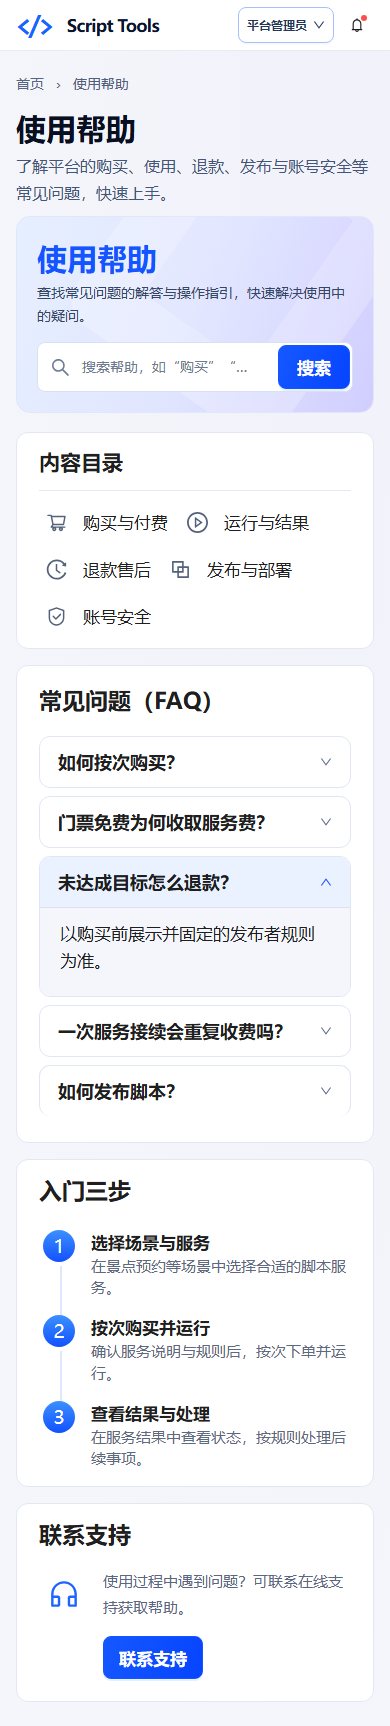 </> Script Tools
平台管理员
首页 › 使用帮助
使用帮助
了解平台的购买、使用、退款、发布与账号安全等
常见问题，快速上手。
使用帮助
查找常见问题的解答与操作指引，快速解决使用中
的疑问。
搜索帮助，如“购买”“...
搜索
内容目录
购买与付费
运行与结果
退款售后
发布与部署
账号安全
常见问题（FAQ）
如何按次购买？
门票免费为何收取服务费？
未达成目标怎么退款？
以购买前展示并固定的发布者规则
为准。
一次服务接续会重复收费吗？
如何发布脚本？
入门三步
1 选择场景与服务
在景点预约等场景中选择合适的脚本服
务。
2 按次购买并运行
确认服务说明与规则后，按次下单并运
行。
3 查看结果与处理
在服务结果中查看状态，按规则处理后
续事项。
联系支持
使用过程中遇到问题？可联系在线支
持获取帮助。
联系支持